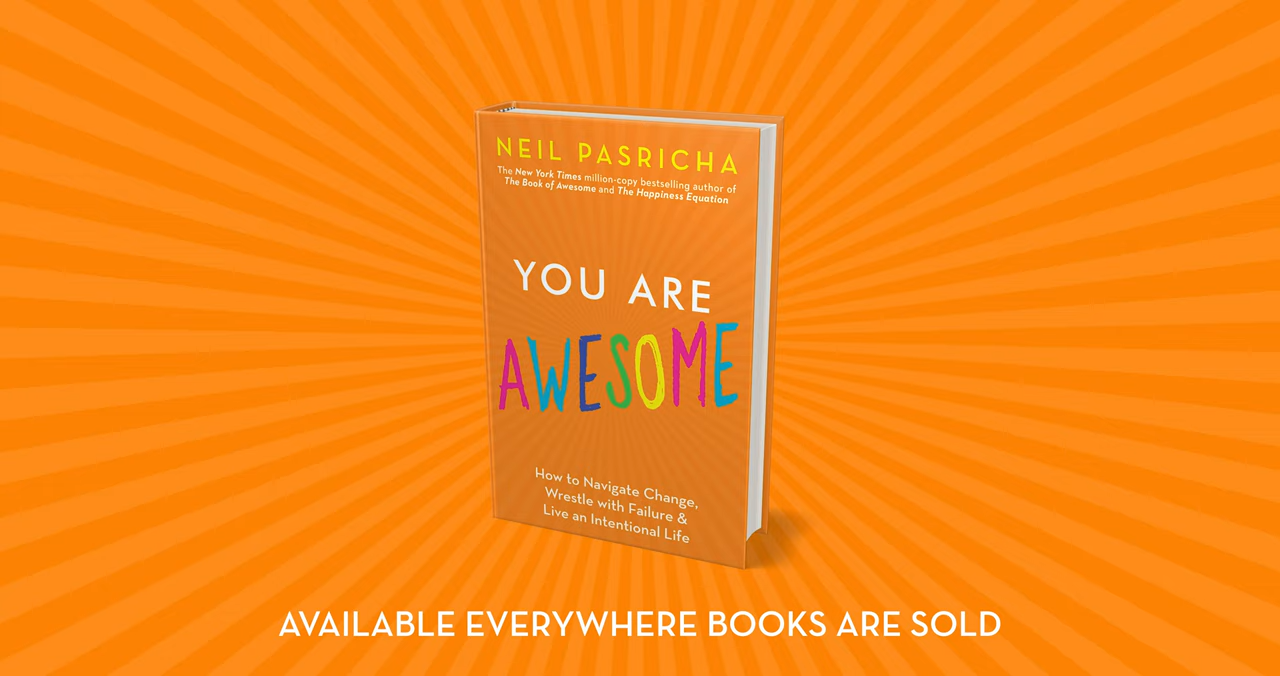 NEIL PASRICHA
The New York Times million-copy bestselling author of
The Book of Awesome and The Happiness Equation
YOU ARE
AWESOME
How to Navigate Change,
Wrestle with Failure &
Live an Intentional Life
AVAILABLE EVERYWHERE BOOKS ARE SOLD